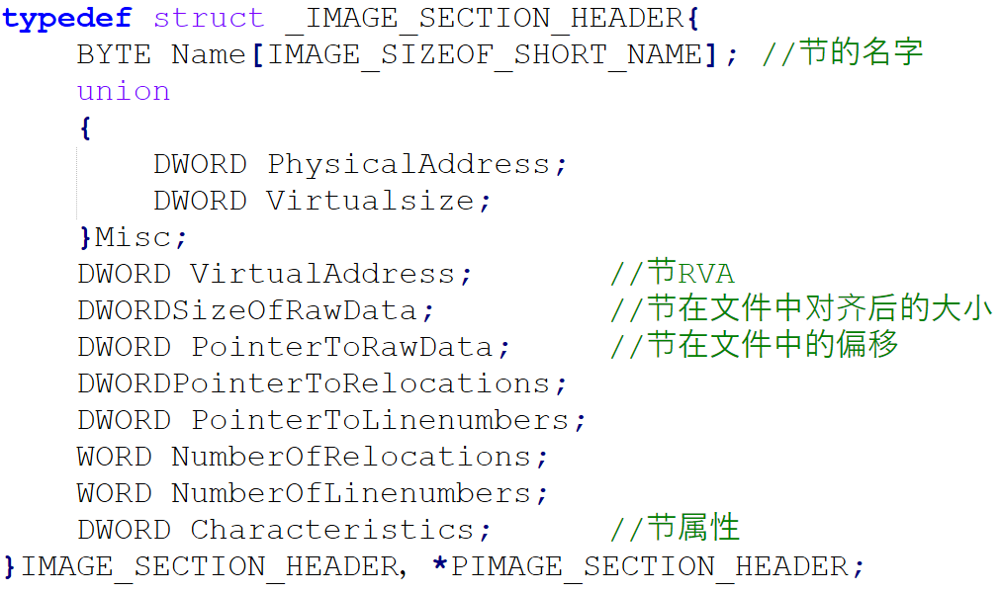 typedef struct _IMAGE_SECTION_HEADER{
BYTE Name[IMAGE_SIZEOF_SHORT_NAME]; //节的名字
union
{
DWORD PhysicalAddress;
DWORD Virtualsize;
}Misc;
DWORD VirtualAddress; //节RVA
DWORDSizeOfRawData; //节在文件中对齐后的大小
DWORD PointerToRawData; //节在文件中的偏移
DWORDPointerToRelocations;
DWORD PointerToLinenumbers;
WORD NumberOfRelocations;
WORD NumberOfLinenumbers;
DWORD Characteristics; //节属性
}IMAGE_SECTION_HEADER, *PIMAGE_SECTION_HEADER;